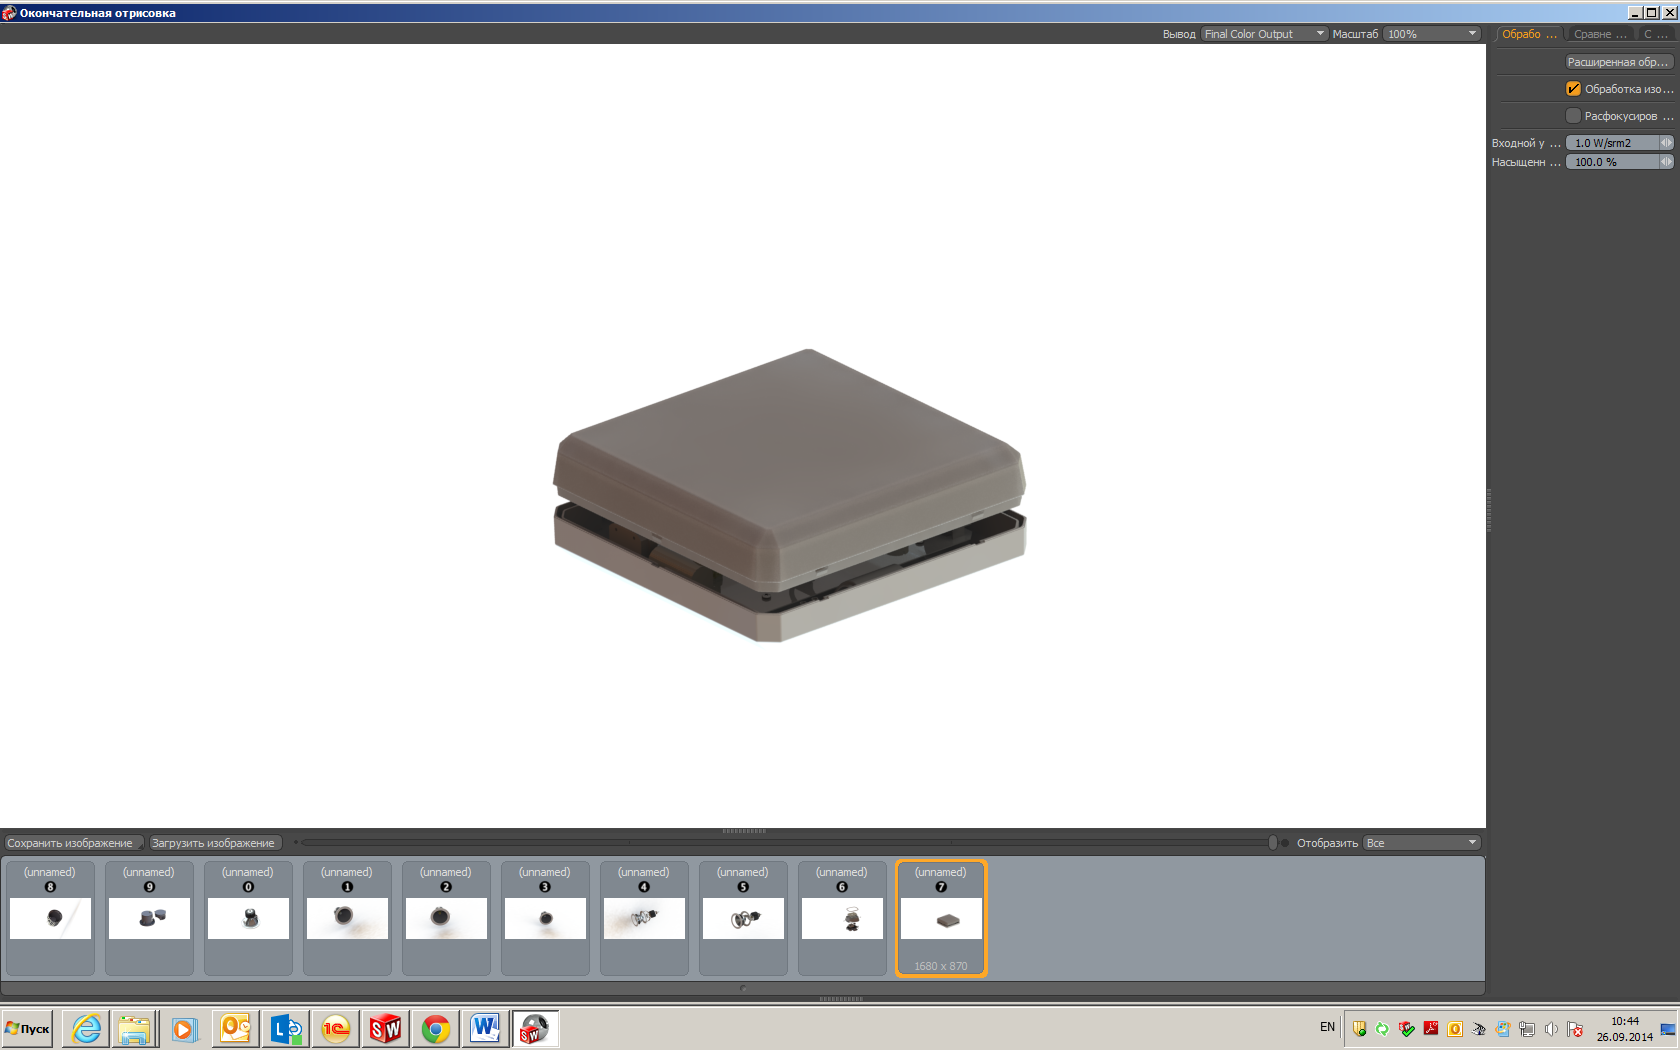 Окончательная отрисовка
Вывод Final Color Output Масштаб 100%
Обрабо ... Сравне ... С ...
Расширенная обр...
Обработка изо ...
Расфокусиров ...
Входной у ... 1.0 W/srm2
Насыщенн ... 100.0 %
Сохранить изображение Загрузить изображение Отобразить Все
(unnamed) (unnamed) (unnamed) (unnamed) (unnamed) (unnamed) (unnamed) (unnamed) (unnamed) (unnamed)
8 9 0 1 2 3 4 5 6 7
1680 x 870
Пуск EN 10:44
26.09.2014